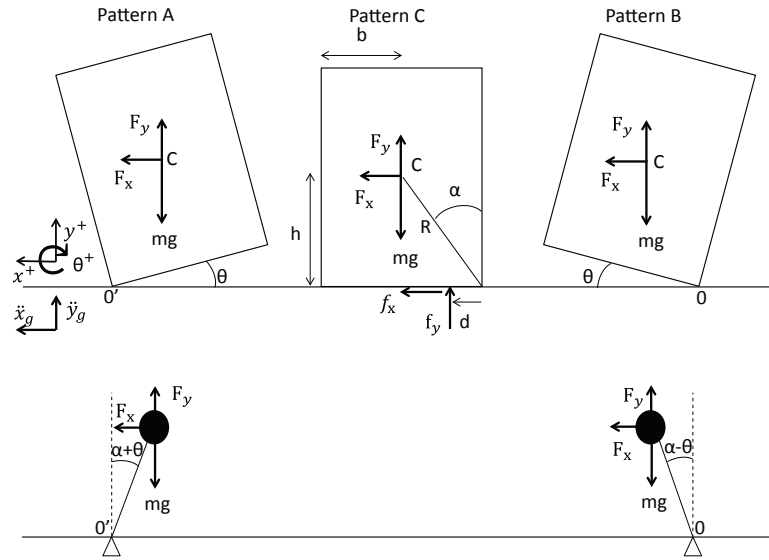 Pattern A
Pattern C
Pattern B
b
F_y
C
F_x
mg
θ
F_y
C
F_x
α
R
mg
h
F_y
C
F_x
mg
θ
y⁺
x⁺
θ⁺
0'
ẍ_g
ÿ_g
f_x
f_y
d
0
F_x
F_y
α+θ
mg
0'
F_y
F_x
α-θ
mg
0